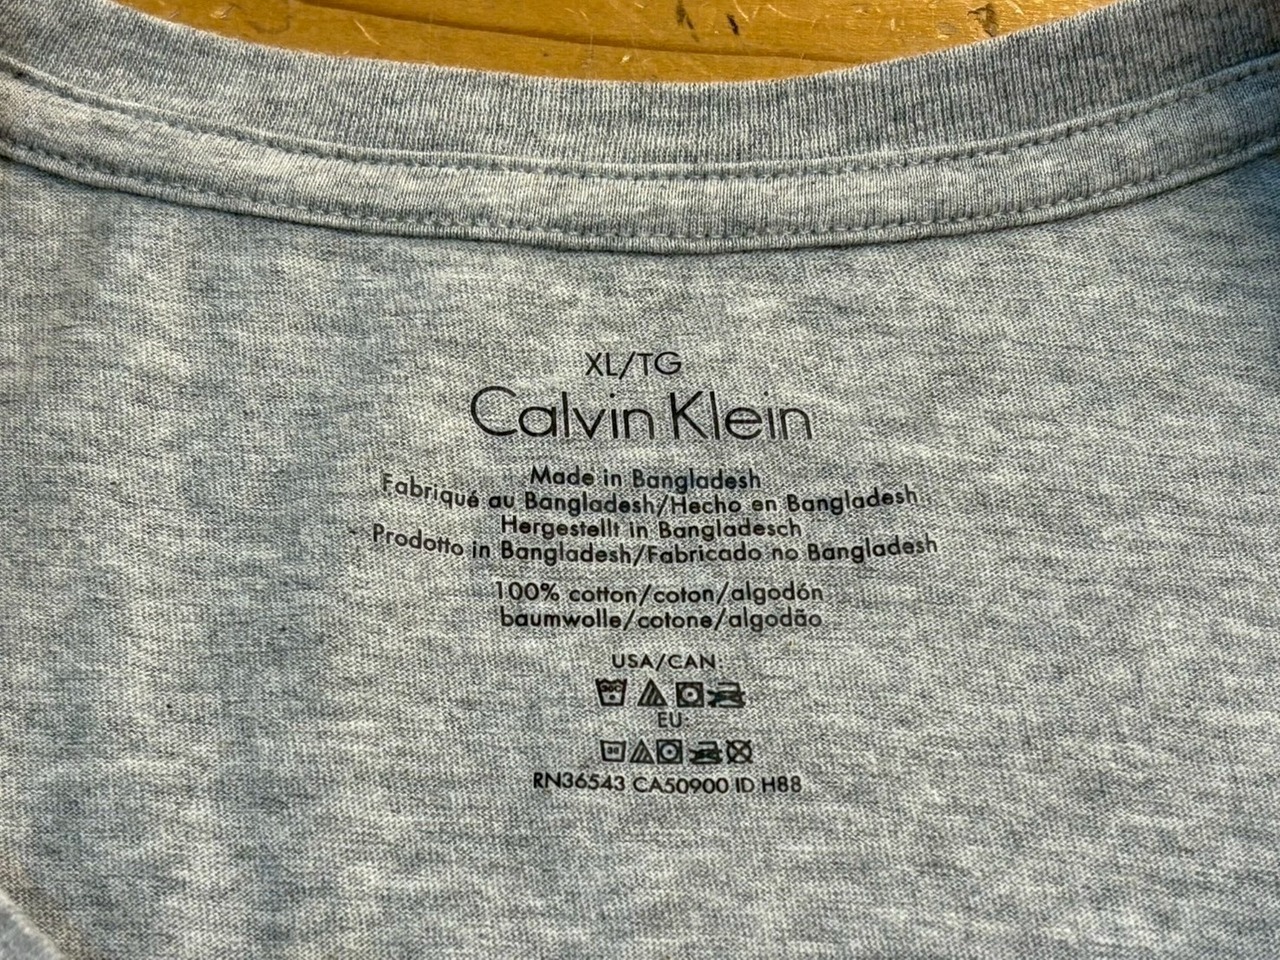 XL/TG
Calvin Klein
Made in Bangladesh
Fabriqué au Bangladesh/Hecho en Bangladesh
Hergestellt in Bangladesch
Prodotto in Bangladesh/Fabricado no Bangladesh
100% cotton/coton/algodón
baumwolle/cotone/algodão
USA/CAN:
EU:
30
RN36543 CA50900 ID H88